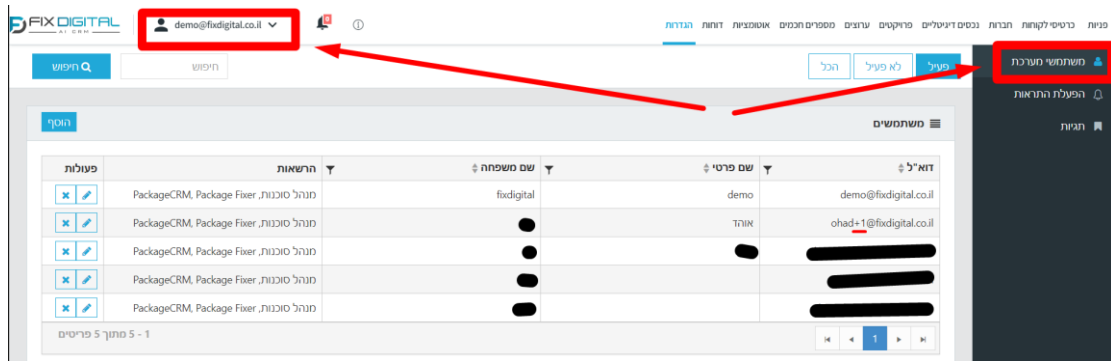 פניות כרטיסי לקוחות חברות נכסים דיגיטליים פרויקטים ערוצים מספרים חכמים אוטומציות דוחות הגדרות
0
demo@fixdigital.co.il
FIX DIGITAL
AI CRM
משתמשי מערכת
הפעלת התראות
תגיות
פעיל לא פעיל הכל
חיפוש חיפוש
משתמשים הוסף
דוא"ל שם פרטי שם משפחה הרשאות פעולות
demo@fixdigital.co.il demo fixdigital מנהל סוכנות, PackageCRM, Package Fixer
ohad+1@fixdigital.co.il אוהד מנהל סוכנות, PackageCRM, Package Fixer
מנהל סוכנות, PackageCRM, Package Fixer
מנהל סוכנות, PackageCRM, Package Fixer
מנהל סוכנות, PackageCRM, Package Fixer
1
1 - 5 מתוך 5 פריטים